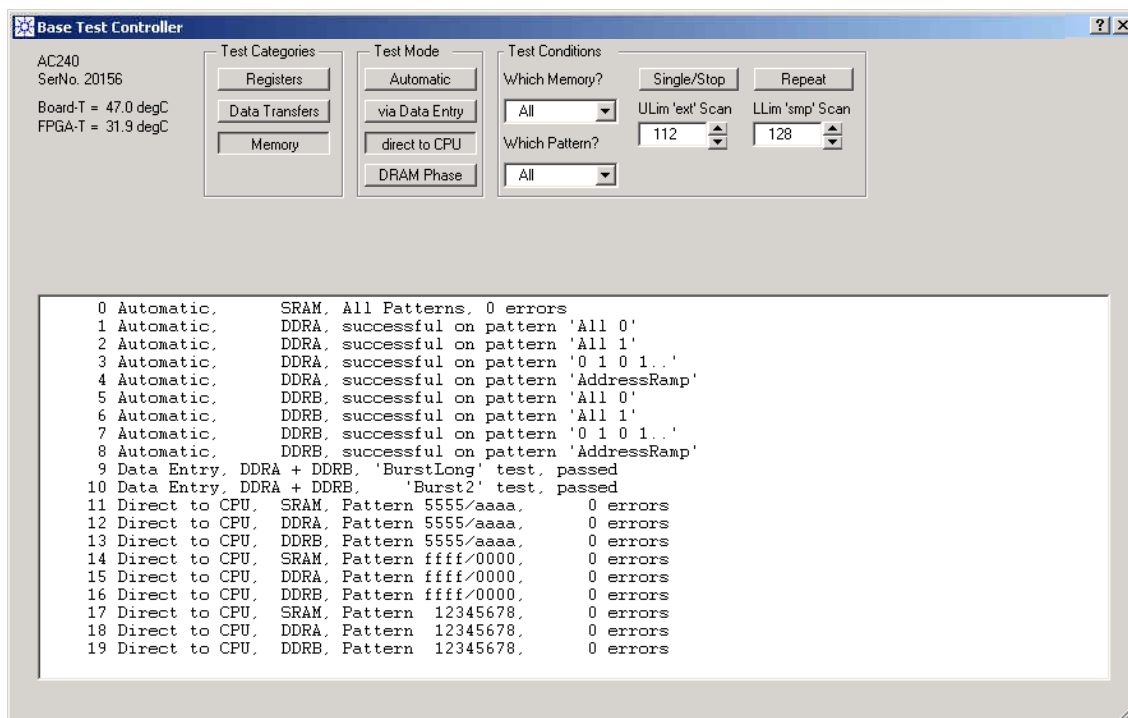 Base Test Controller
AC240
SerNo. 20156
Board-T = 47.0 degC
FPGA-T = 31.9 degC
Test Categories
Registers
Data Transfers
Memory
Test Mode
Automatic
via Data Entry
direct to CPU
DRAM Phase
Test Conditions
Which Memory?
All
Which Pattern?
All
Single/Stop
Repeat
ULim 'ext' Scan
112
LLim 'smp' Scan
128
0 Automatic, SRAM, All Patterns, 0 errors
1 Automatic, DDRA, successful on pattern 'All 0'
2 Automatic, DDRA, successful on pattern 'All 1'
3 Automatic, DDRA, successful on pattern '0 1 0 1..'
4 Automatic, DDRA, successful on pattern 'AddressRamp'
5 Automatic, DDRB, successful on pattern 'All 0'
6 Automatic, DDRB, successful on pattern 'All 1'
7 Automatic, DDRB, successful on pattern '0 1 0 1..'
8 Automatic, DDRB, successful on pattern 'AddressRamp'
9 Data Entry, DDRA + DDRB, 'BurstLong' test, passed
10 Data Entry, DDRA + DDRB, 'Burst2' test, passed
11 Direct to CPU, SRAM, Pattern 5555/aaaa, 0 errors
12 Direct to CPU, DDRA, Pattern 5555/aaaa, 0 errors
13 Direct to CPU, DDRB, Pattern 5555/aaaa, 0 errors
14 Direct to CPU, SRAM, Pattern ffff/0000, 0 errors
15 Direct to CPU, DDRA, Pattern ffff/0000, 0 errors
16 Direct to CPU, DDRB, Pattern ffff/0000, 0 errors
17 Direct to CPU, SRAM, Pattern 12345678, 0 errors
18 Direct to CPU, DDRA, Pattern 12345678, 0 errors
19 Direct to CPU, DDRB, Pattern 12345678, 0 errors